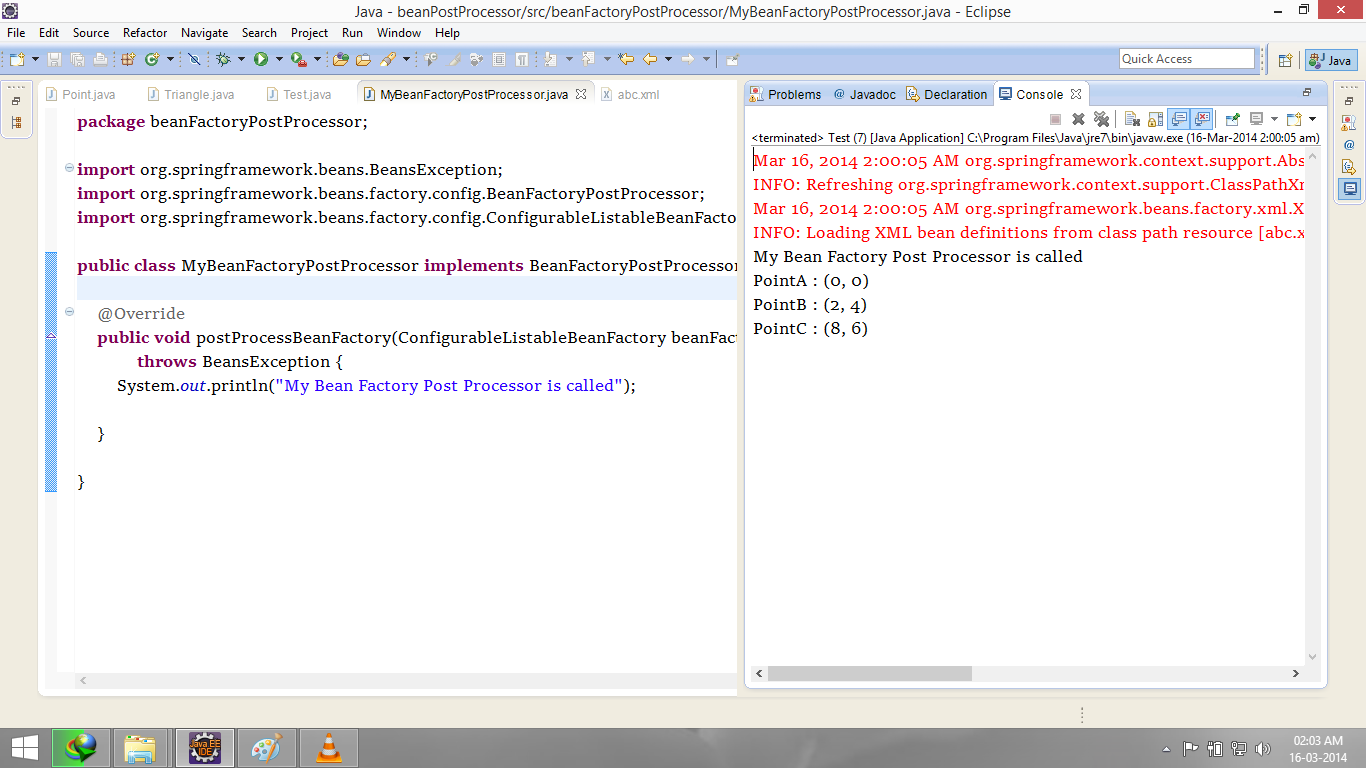 Java - beanPostProcessor/src/beanFactoryPostProcessor/MyBeanFactoryPostProcessor.java - Eclipse
File Edit Source Refactor Navigate Search Project Run Window Help
Quick Access
Java
Point.java Triangle.java Test.java MyBeanFactoryPostProcessor.java abc.xml
package beanFactoryPostProcessor;
import org.springframework.beans.BeansException;
import org.springframework.beans.factory.config.BeanFactoryPostProcessor;
import org.springframework.beans.factory.config.ConfigurableListableBeanFacto
public class MyBeanFactoryPostProcessor implements BeanFactoryPostProcessor
@Override
public void postProcessBeanFactory(ConfigurableListableBeanFactory beanFac
throws BeansException {
System.out.println("My Bean Factory Post Processor is called");
}
}
Problems @ Javadoc Declaration Console
<terminated> Test (7) [Java Application] C:\Program Files\Java\jre7\bin\javaw.exe (16-Mar-2014 2:00:05 am)
Mar 16, 2014 2:00:05 AM org.springframework.context.support.Abs
INFO: Refreshing org.springframework.context.support.ClassPathXm
Mar 16, 2014 2:00:05 AM org.springframework.beans.factory.xml.X
INFO: Loading XML bean definitions from class path resource [abc.x
My Bean Factory Post Processor is called
PointA : (0, 0)
PointB : (2, 4)
PointC : (8, 6)
Java EE
IDE
02:03 AM
16-03-2014